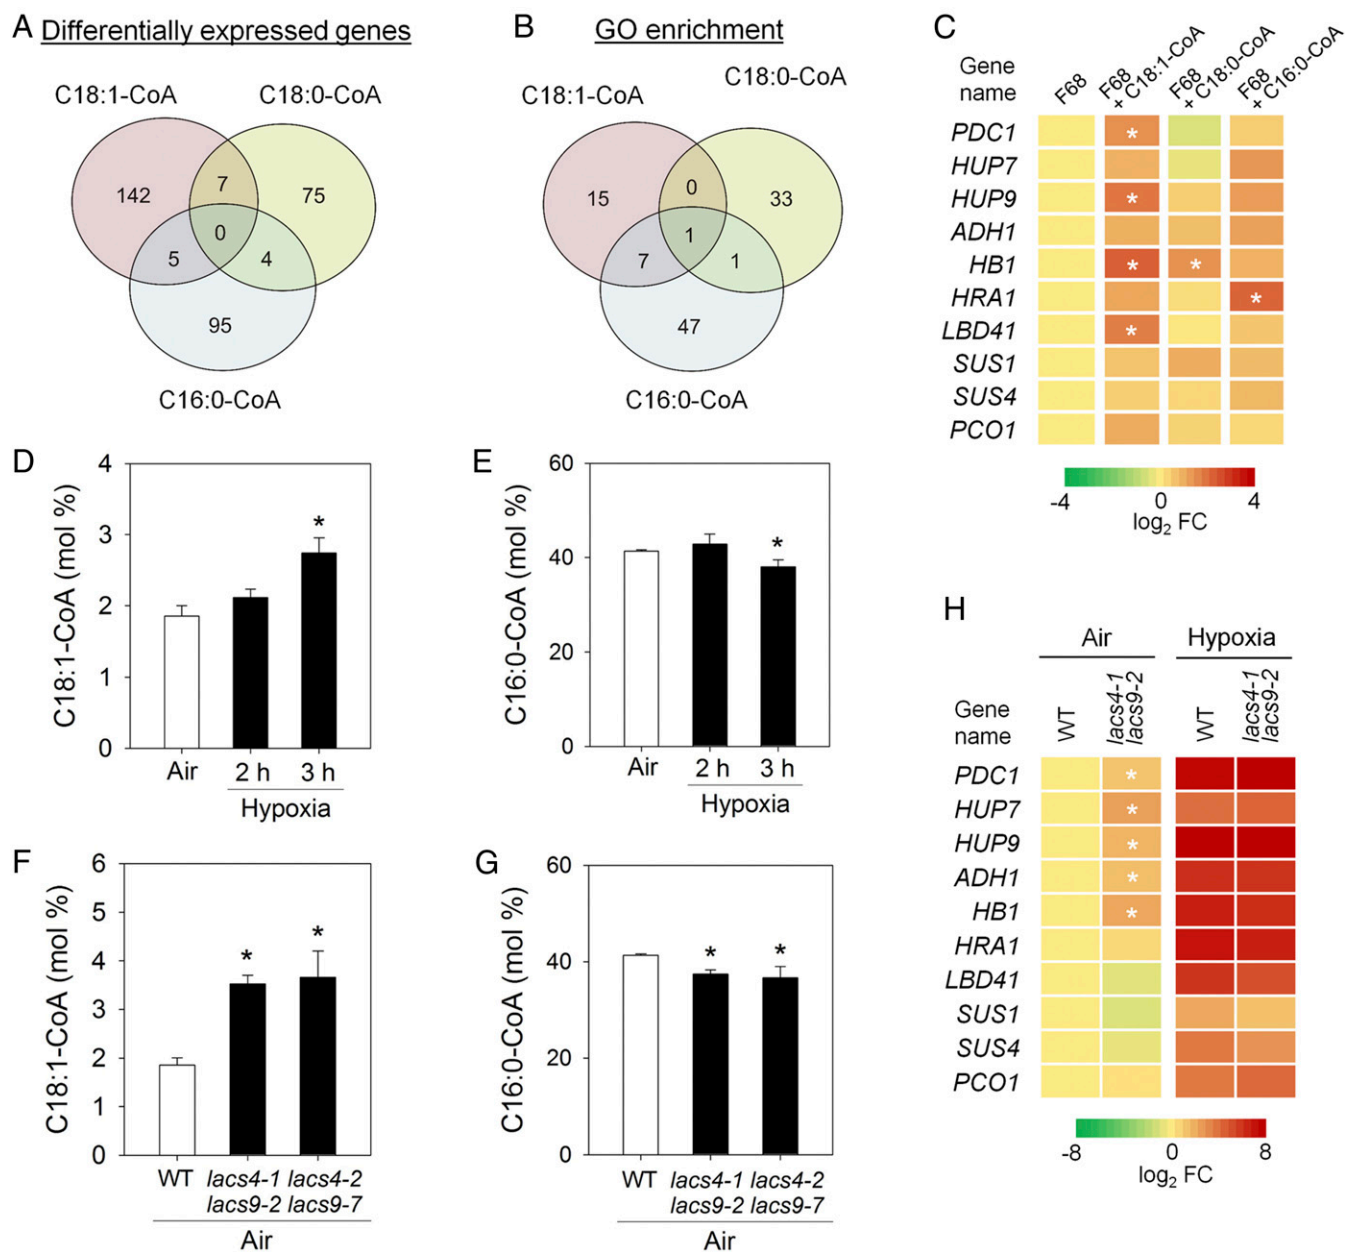 A Differentially expressed genes
C18:1-CoA
C18:0-CoA
142
7
75
0
5
4
95
C16:0-CoA
B GO enrichment
C18:1-CoA
C18:0-CoA
15
0
33
1
7
1
47
C16:0-CoA
C
Gene name
F68
F68 + C18:1-CoA
F68 + C18:0-CoA
F68 + C16:0-CoA
PDC1 *
HUP7
HUP9 *
ADH1
HB1 * *
HRA1 *
LBD41 *
SUS1
SUS4
PCO1
-4 0 4
log2 FC
D
C18:1-CoA (mol %)
4
3
2
1
0
*
Air 2 h 3 h
Hypoxia
E
C16:0-CoA (mol %)
60
40
20
0
*
Air 2 h 3 h
Hypoxia
F
C18:1-CoA (mol %)
6
5
4
3
2
1
0
* *
WT lacs4-1 lacs4-2
lacs9-2 lacs9-7
Air
G
C16:0-CoA (mol %)
60
40
20
0
* *
WT lacs4-1 lacs4-2
lacs9-2 lacs9-7
Air
H
Air Hypoxia
Gene name
WT
lacs4-1 lacs9-2
WT
lacs4-1 lacs9-2
PDC1 *
HUP7 *
HUP9 *
ADH1 *
HB1 *
HRA1
LBD41
SUS1
SUS4
PCO1
-8 0 8
log2 FC